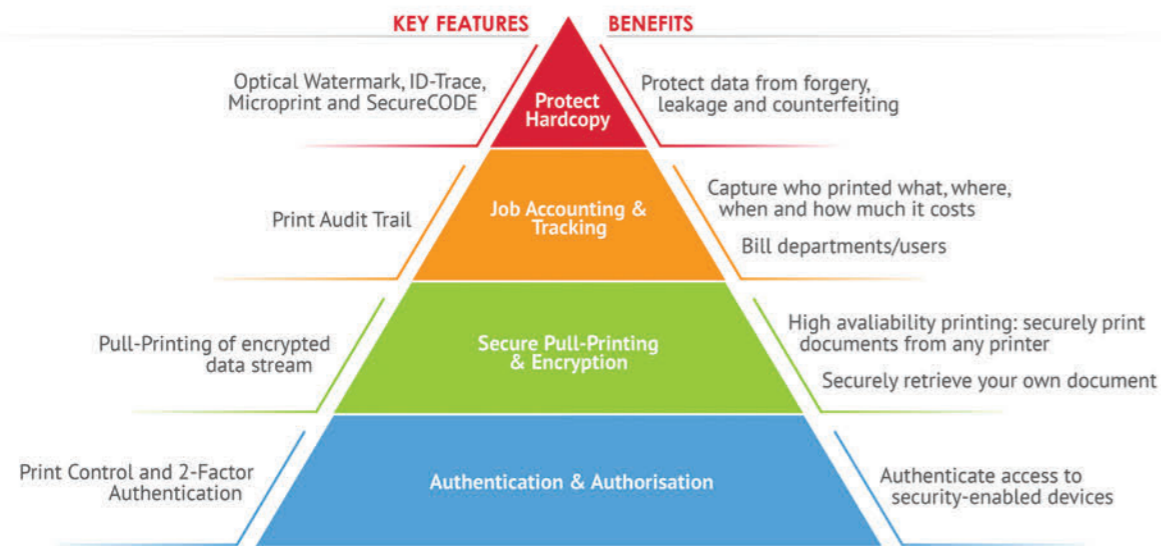 KEY FEATURES
BENEFITS
Optical Watermark, ID-Trace,
Microprint and SecureCODE
Protect
Hardcopy
Protect data from forgery,
leakage and counterfeiting
Print Audit Trail
Job Accounting &
Tracking
Capture who printed what, where,
when and how much it costs
Bill departments/users
Pull-Printing of encrypted
data stream
Secure Pull-Printing
& Encryption
High avaliability printing: securely print
documents from any printer
Securely retrieve your own document
Print Control and 2-Factor
Authentication
Authentication & Authorisation
Authenticate access to
security-enabled devices